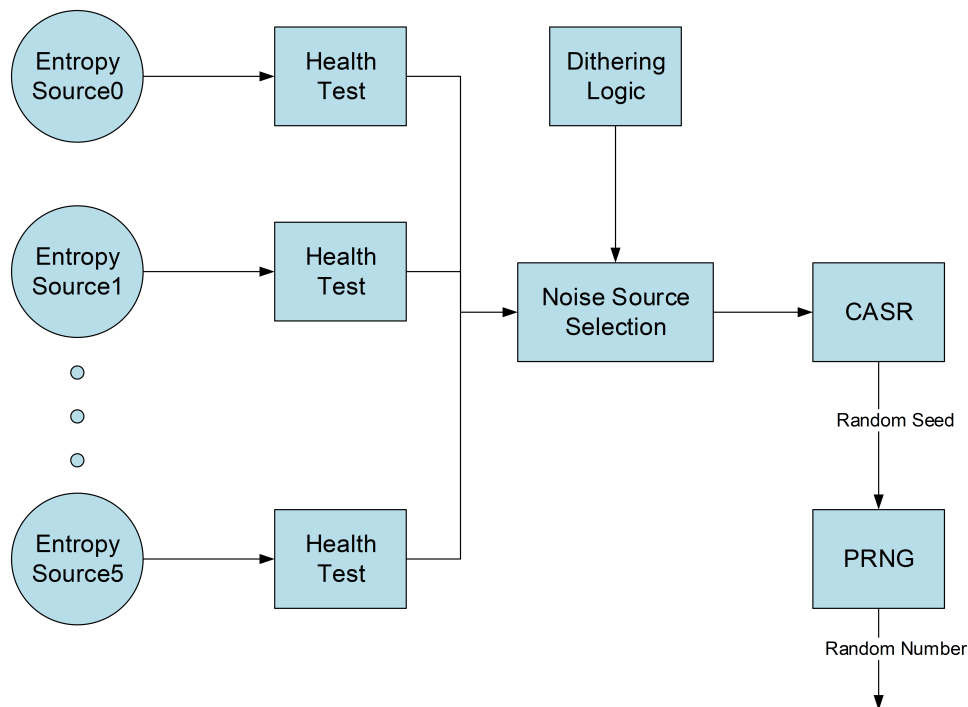 Entropy
Source0
Health
Test
Dithering
Logic
Entropy
Source1
Health
Test
Noise Source
Selection
CASR
Random Seed
Entropy
Source5
Health
Test
PRNG
Random Number